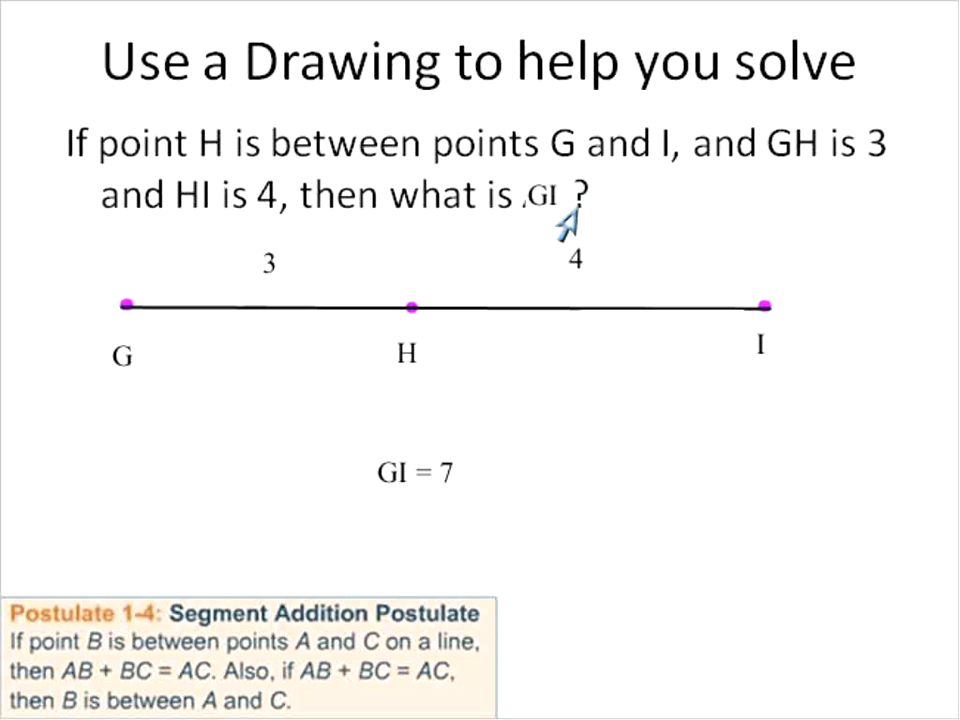 Use a Drawing to help you solve
If point H is between points G and I, and GH is 3
and HI is 4, then what is GI ?
3 4
G H I
GI = 7
Postulate 1-4: Segment Addition Postulate
If point B is between points A and C on a line,
then AB + BC = AC. Also, if AB + BC = AC,
then B is between A and C.